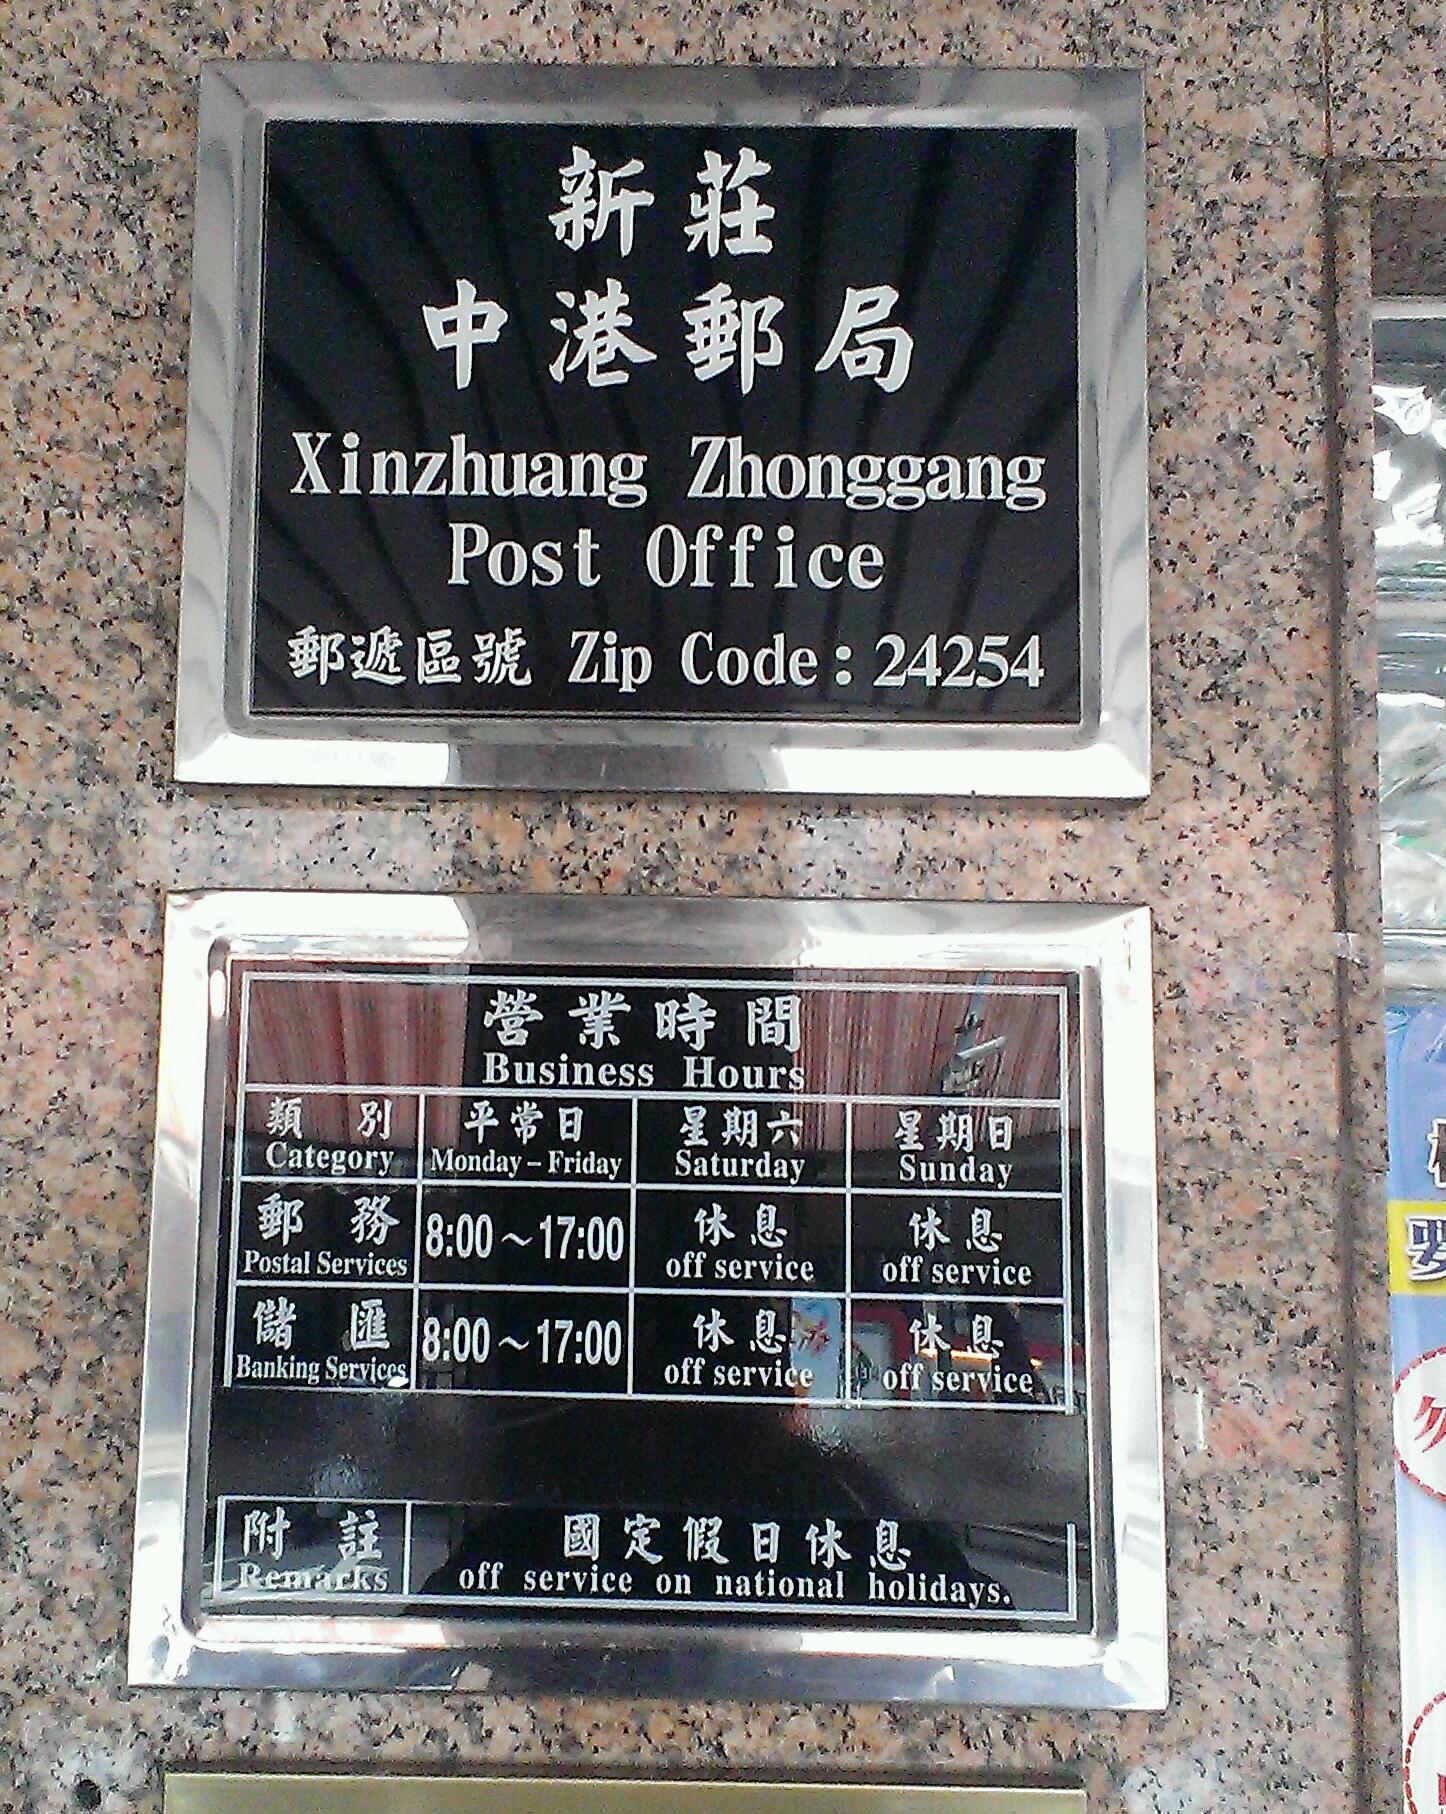 新莊
中港郵局
Xinzhuang Zhonggang
Post Office
郵遞區號 Zip Code : 24254
營業時間
Business Hours
類別 平常日 星期六 星期日
Category Monday – Friday Saturday Sunday
郵務 8:00～17:00 休息 休息
Postal Services off service off service
儲匯 8:00～17:00 休息 休息
Banking Services off service off service
附註 國定假日休息
Remarks off service on national holidays.